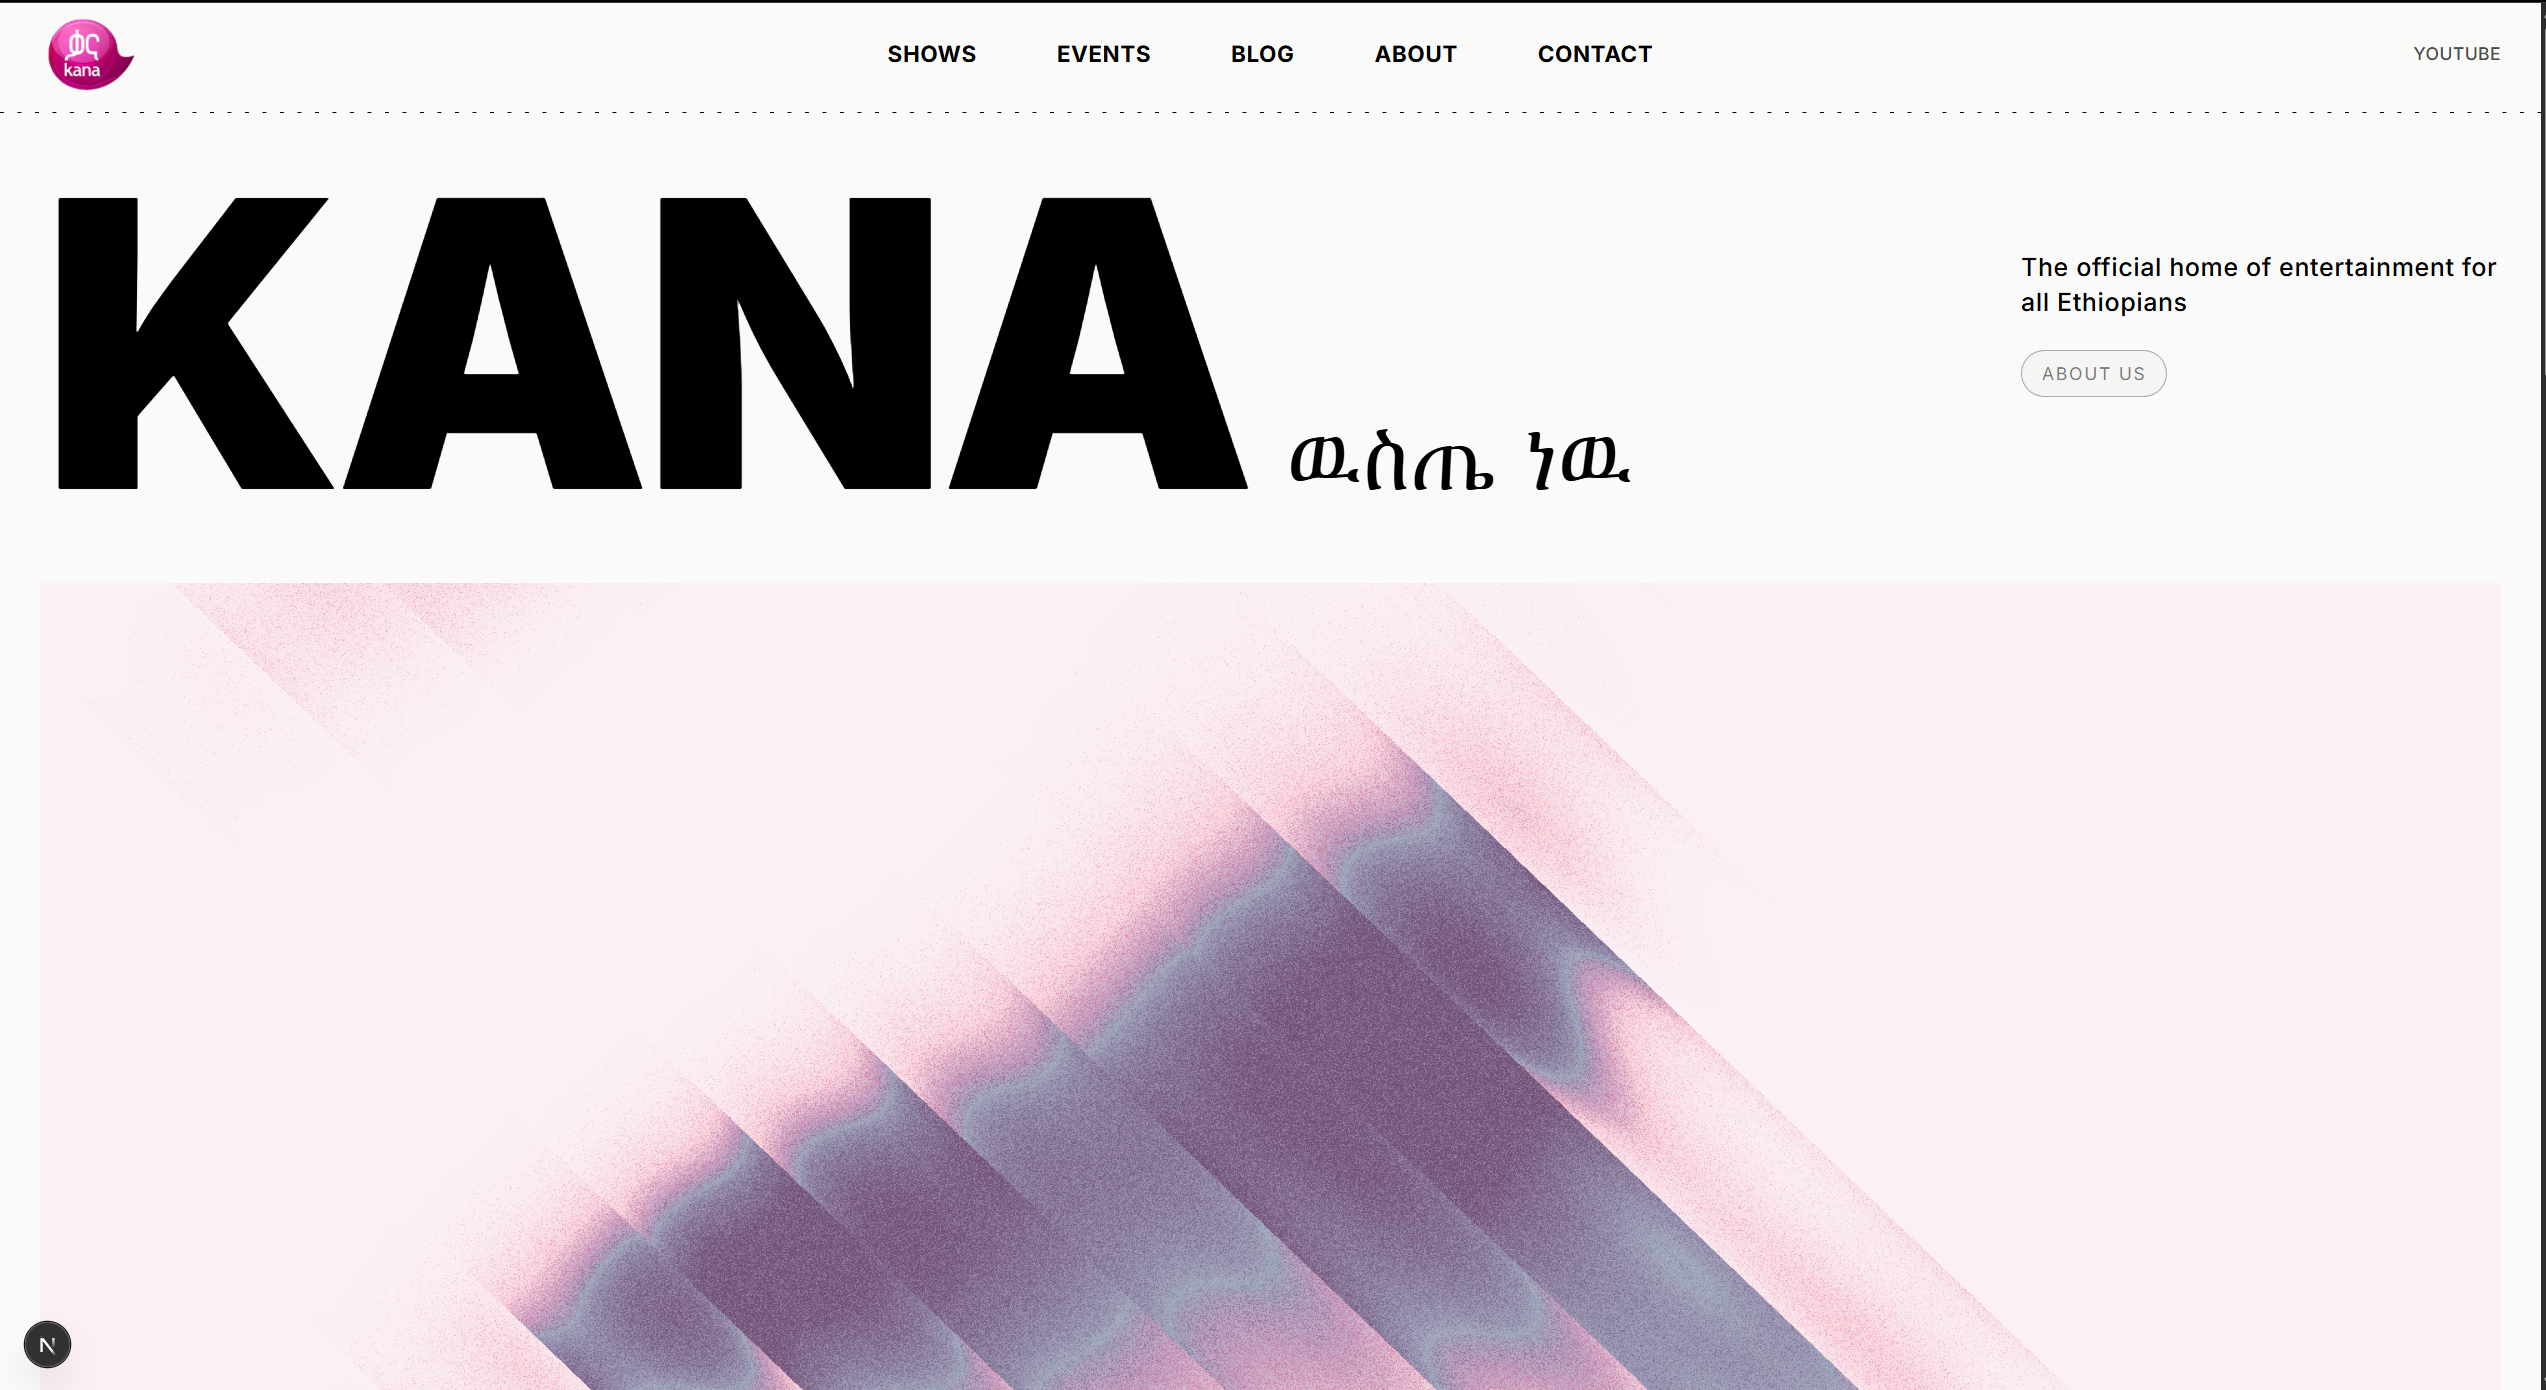 ቃና
kana
SHOWS EVENTS BLOG ABOUT CONTACT
YOUTUBE
KANA ዉስጤ ነዉ
The official home of entertainment for
all Ethiopians
ABOUT US
N